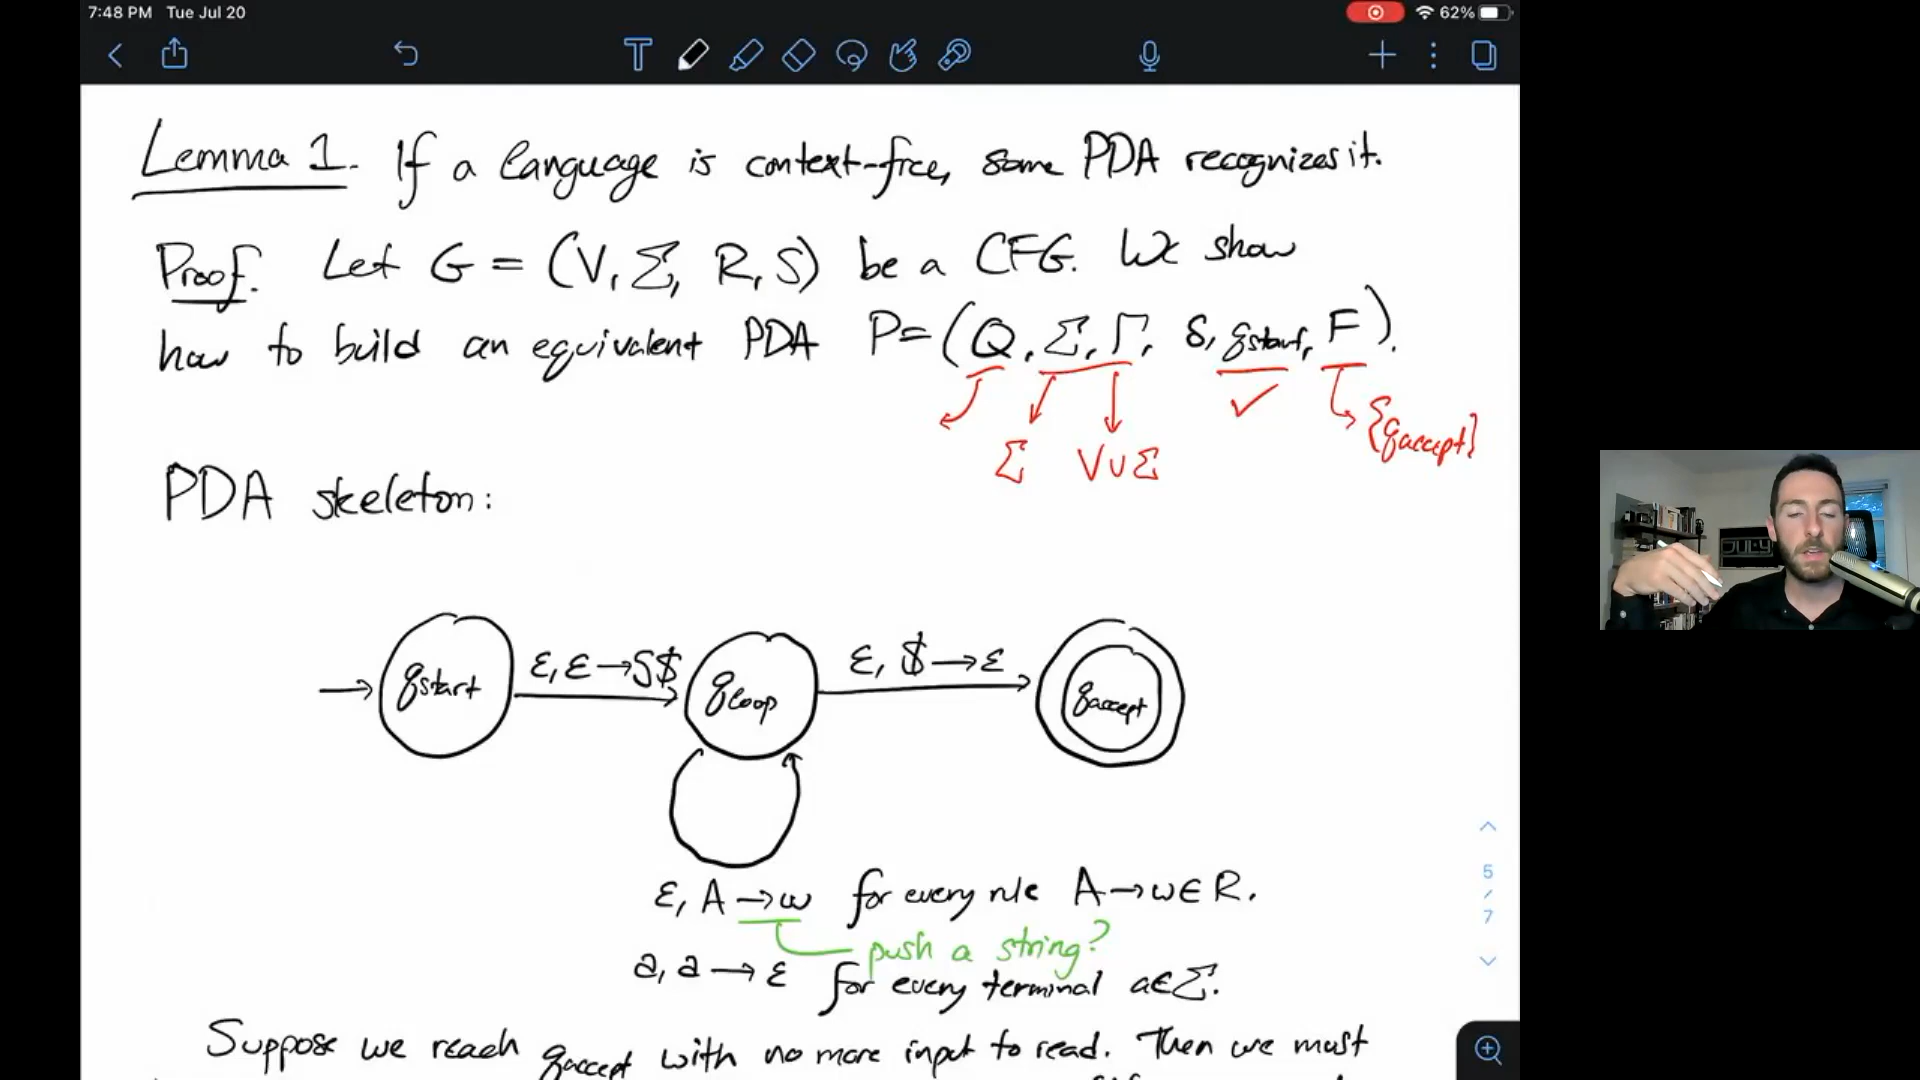 7:48 PM Tue Jul 20
62%
Lemma 1. If a language is context-free, some PDA recognizes it.
Proof. Let G = (V, Σ, R, S) be a CFG. We show
how to build an equivalent PDA P = (Q, Σ, Γ, δ, qstart, F).
Σ V∪Σ ✓ {qaccept}
PDA skeleton:
qstart ε, ε → S$ qloop ε, $ → ε qaccept
ε, A → w for every rule A → w ∈ R.
push a string?
a, a → ε for every terminal a ∈ Σ.
Suppose we reach qaccept with no more input to read. Then we must
5
/
7
JULY